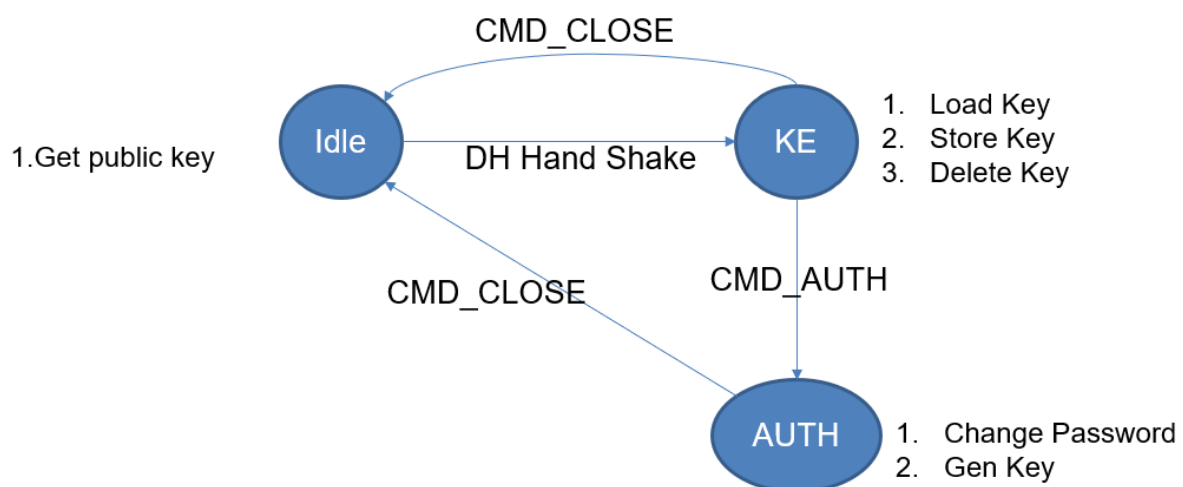 CMD_CLOSE
1.Get public key
Idle
DH Hand Shake
KE
1. Load Key
2. Store Key
3. Delete Key
CMD_CLOSE
CMD_AUTH
AUTH
1. Change Password
2. Gen Key